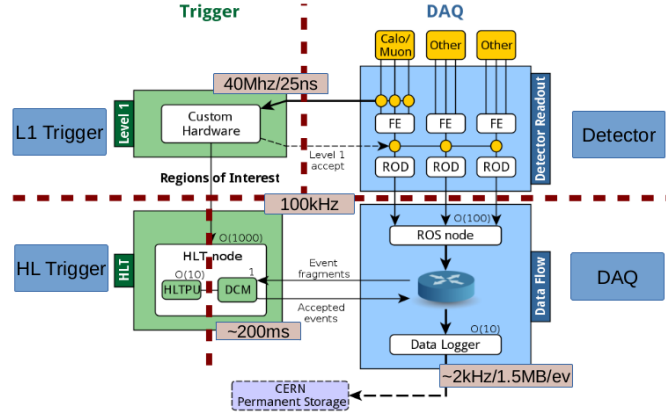 Trigger
DAQ
Calo/
Muon
Other
Other
40Mhz/25ns
L1 Trigger
Level 1
Custom
Hardware
FE
FE
FE
Detector Readout
Detector
Level 1
accept
ROD
ROD
ROD
Regions of Interest
100kHz
O(1000)
O(100)
HL Trigger
HLT
HLT node
O(10)
1
HLTPU
DCM
Event
fragments
Accepted
events
ROS node
Data Flow
DAQ
~200ms
O(10)
Data Logger
~2kHz/1.5MB/ev
CERN
Permanent Storage